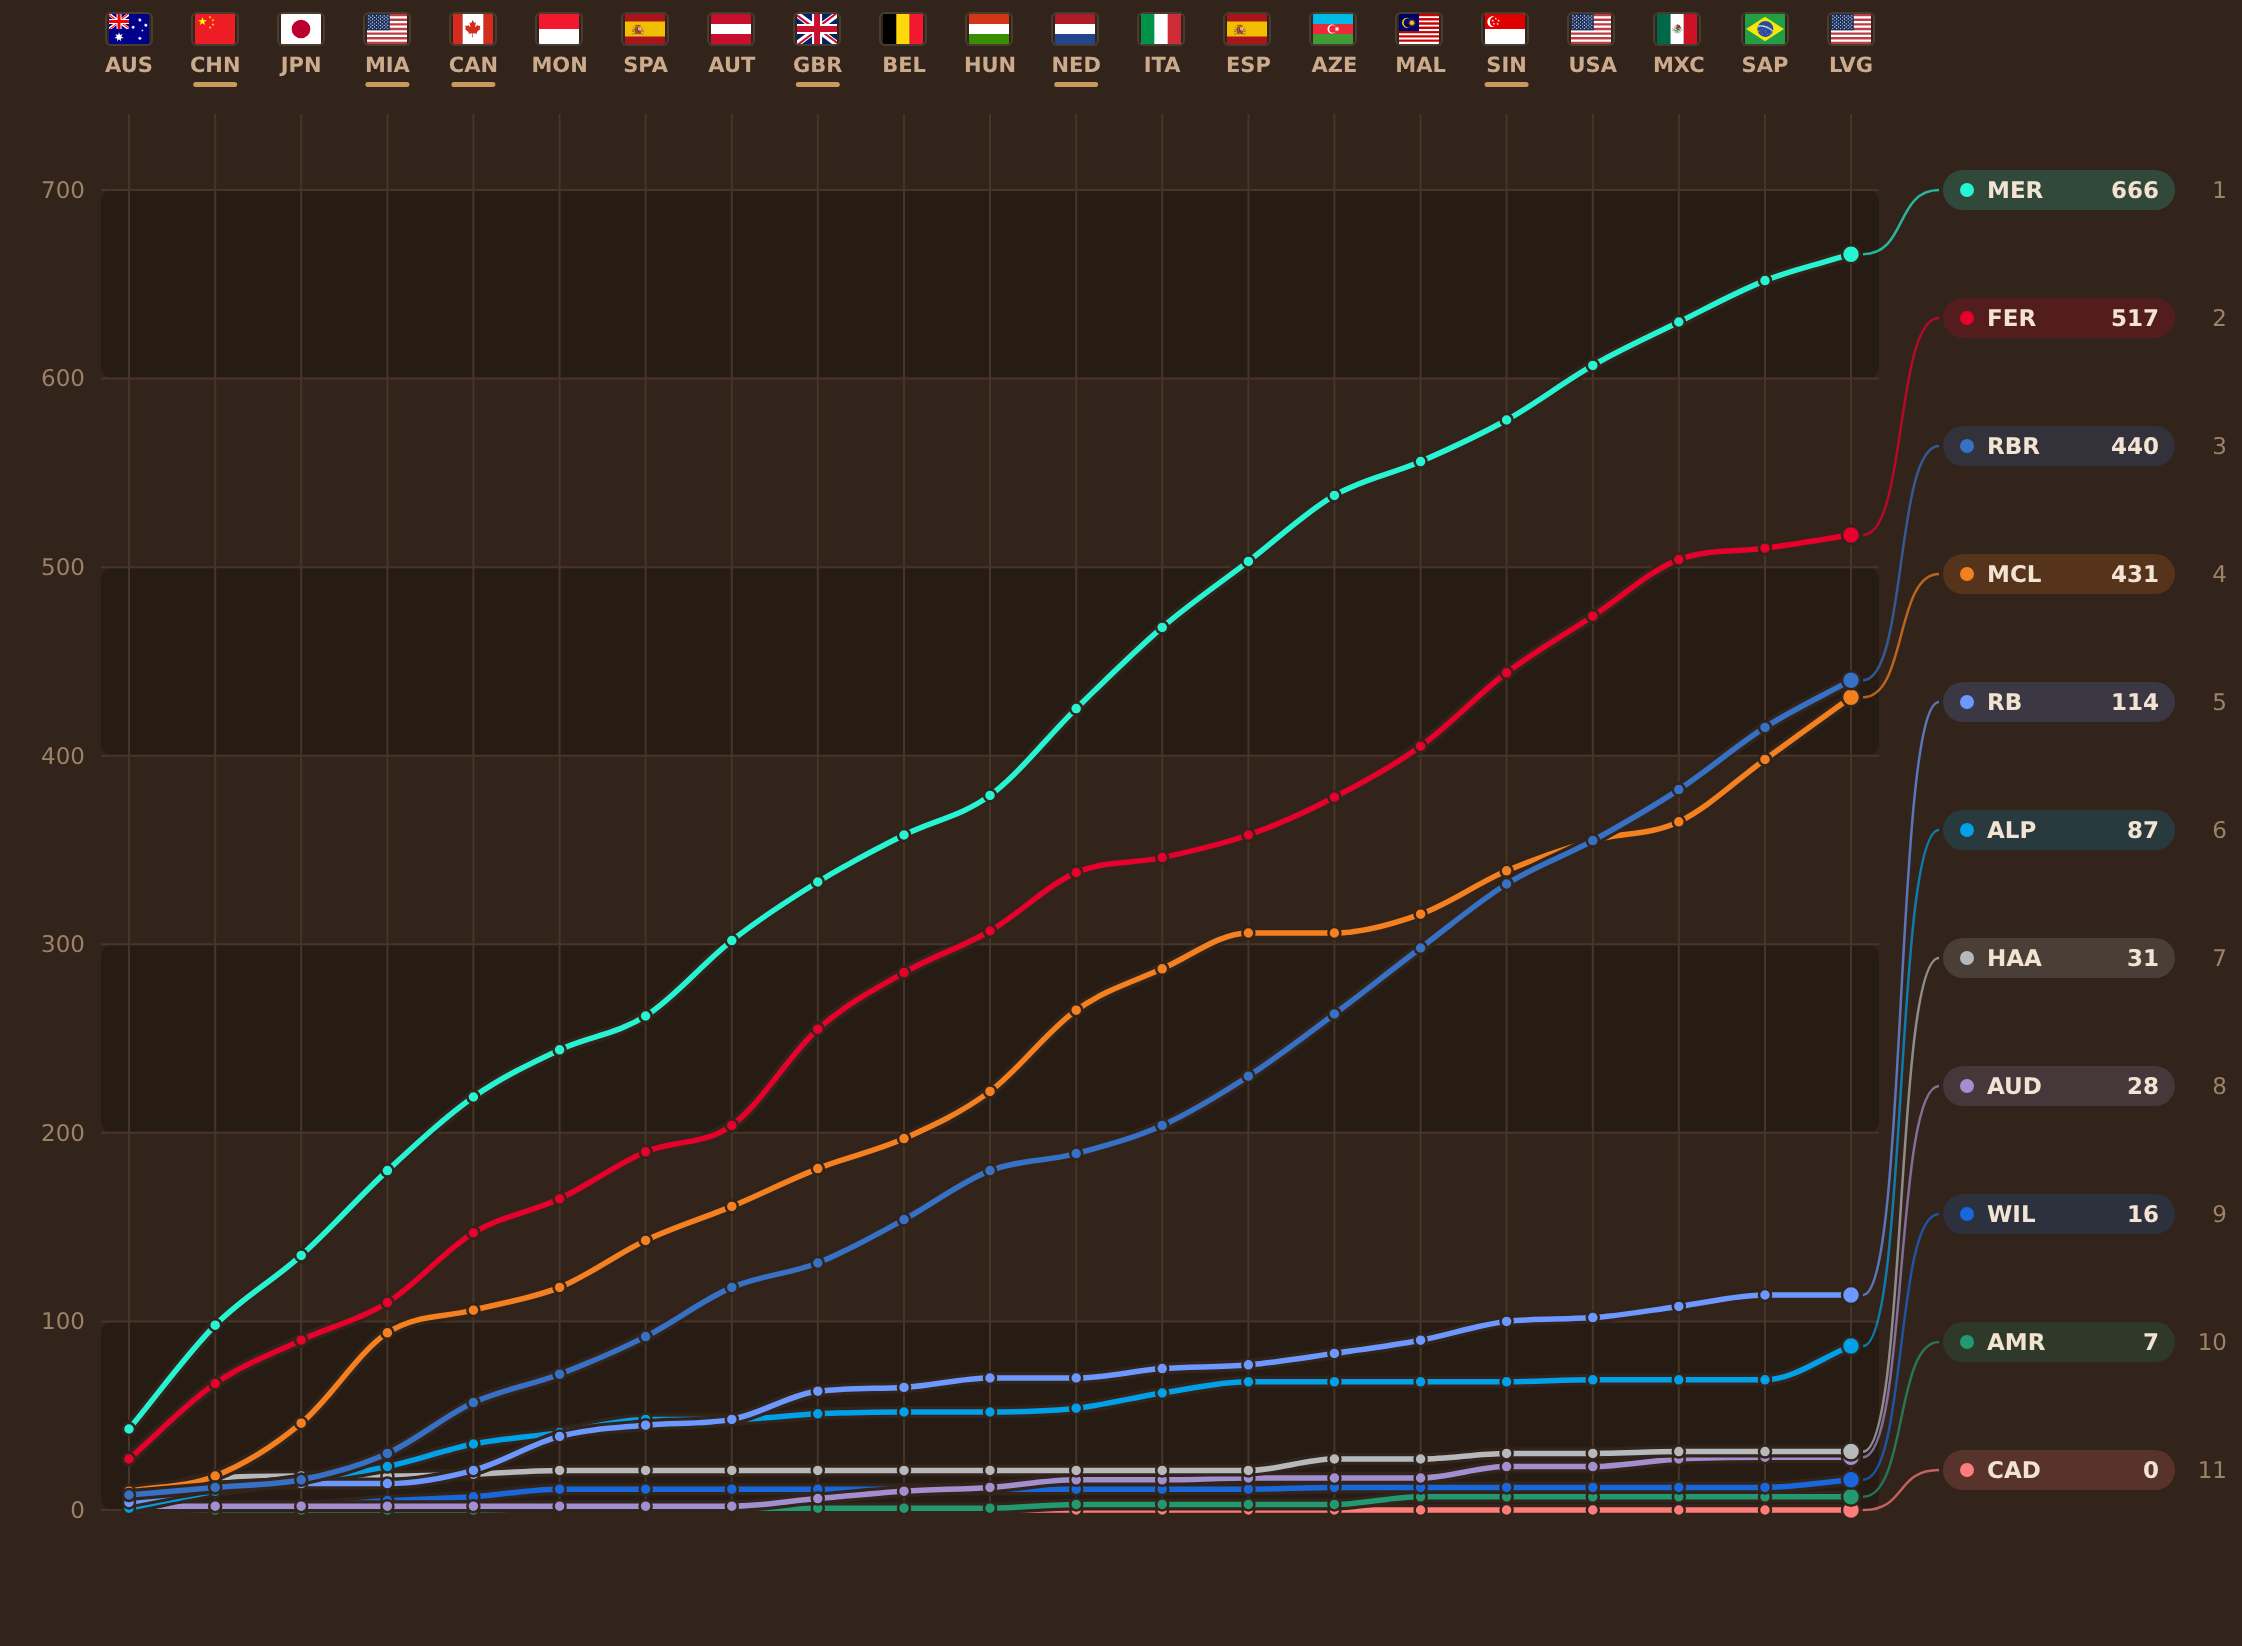 AUS CHN JPN MIA CAN MON SPA AUT GBR BEL HUN NED ITA ESP AZE MAL SIN USA MXC SAP LVG
700
600
500
400
300
200
100
0
MER 666 1
FER 517 2
RBR 440 3
MCL 431 4
RB 114 5
ALP 87 6
HAA 31 7
AUD 28 8
WIL 16 9
AMR 7 10
CAD 0 11